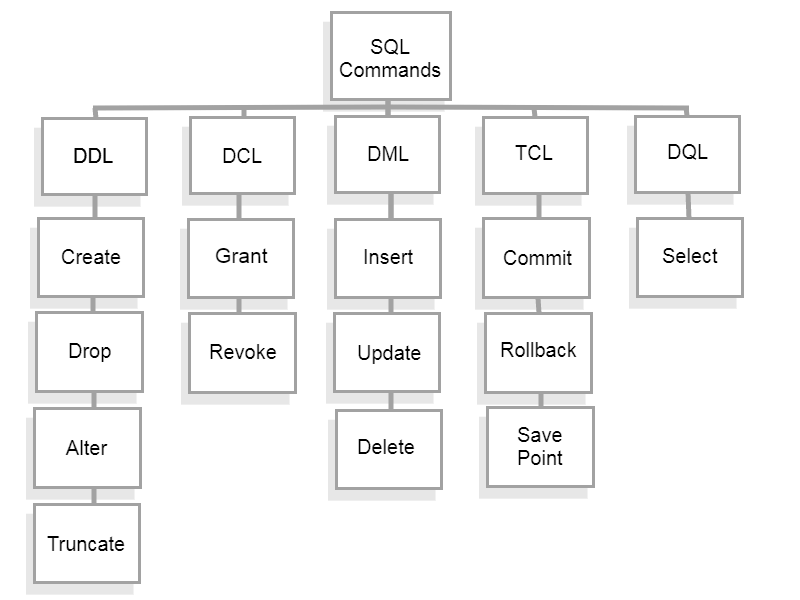 SQL
Commands
DDL
DCL
DML
TCL
DQL
Create
Grant
Insert
Commit
Select
Drop
Revoke
Update
Rollback
Alter
Delete
Save
Point
Truncate